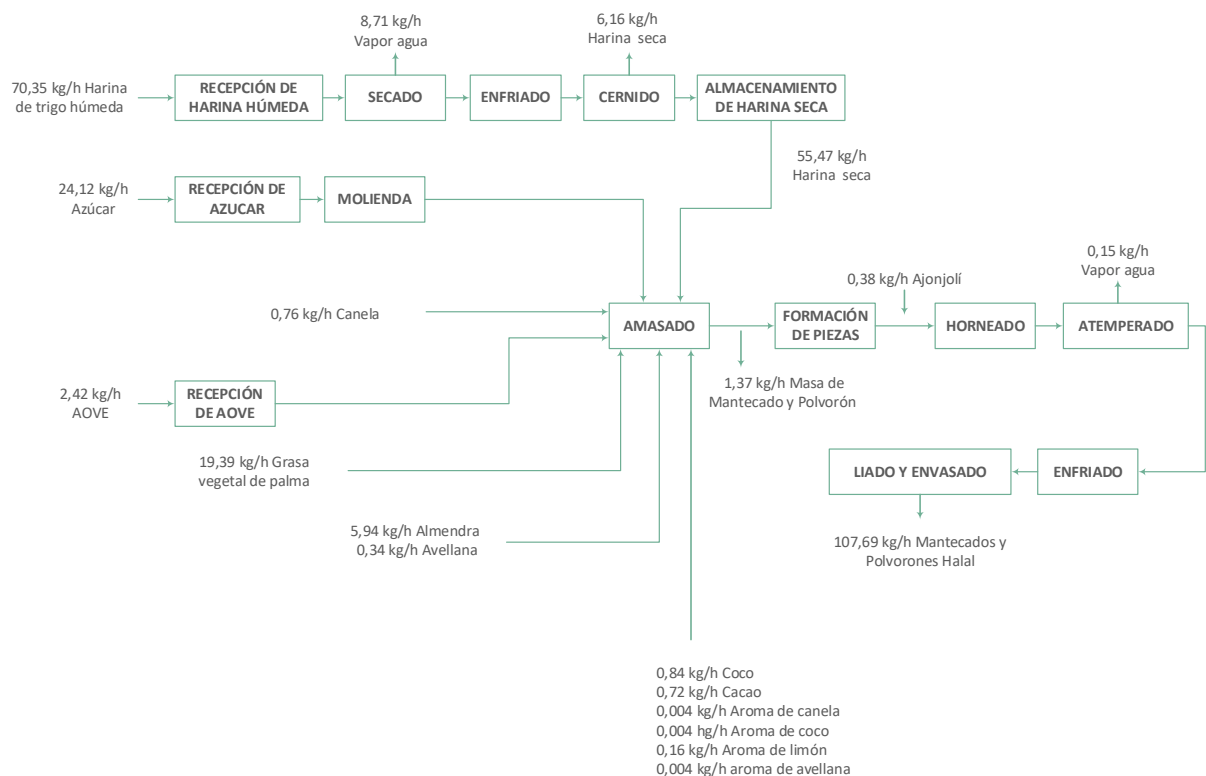 8,71 kg/h
Vapor agua
6,16 kg/h
Harina seca
70,35 kg/h Harina
de trigo húmeda
RECEPCIÓN DE
HARINA HÚMEDA
SECADO
ENFRIADO
CERNIDO
ALMACENAMIENTO
DE HARINA SECA
55,47 kg/h
Harina seca
24,12 kg/h
Azúcar
RECEPCIÓN DE
AZUCAR
MOLIENDA
0,15 kg/h
Vapor agua
0,38 kg/h Ajonjolí
0,76 kg/h Canela
AMASADO
FORMACIÓN
DE PIEZAS
HORNEADO
ATEMPERADO
1,37 kg/h Masa de
Mantecado y Polvorón
2,42 kg/h
AOVE
RECEPCIÓN
DE AOVE
19,39 kg/h Grasa
vegetal de palma
LIADO Y ENVASADO
ENFRIADO
5,94 kg/h Almendra
0,34 kg/h Avellana
107,69 kg/h Mantecados y
Polvorones Halal
0,84 kg/h Coco
0,72 kg/h Cacao
0,004 kg/h Aroma de canela
0,004 hg/h Aroma de coco
0,16 kg/h Aroma de limón
0,004 kg/h aroma de avellana